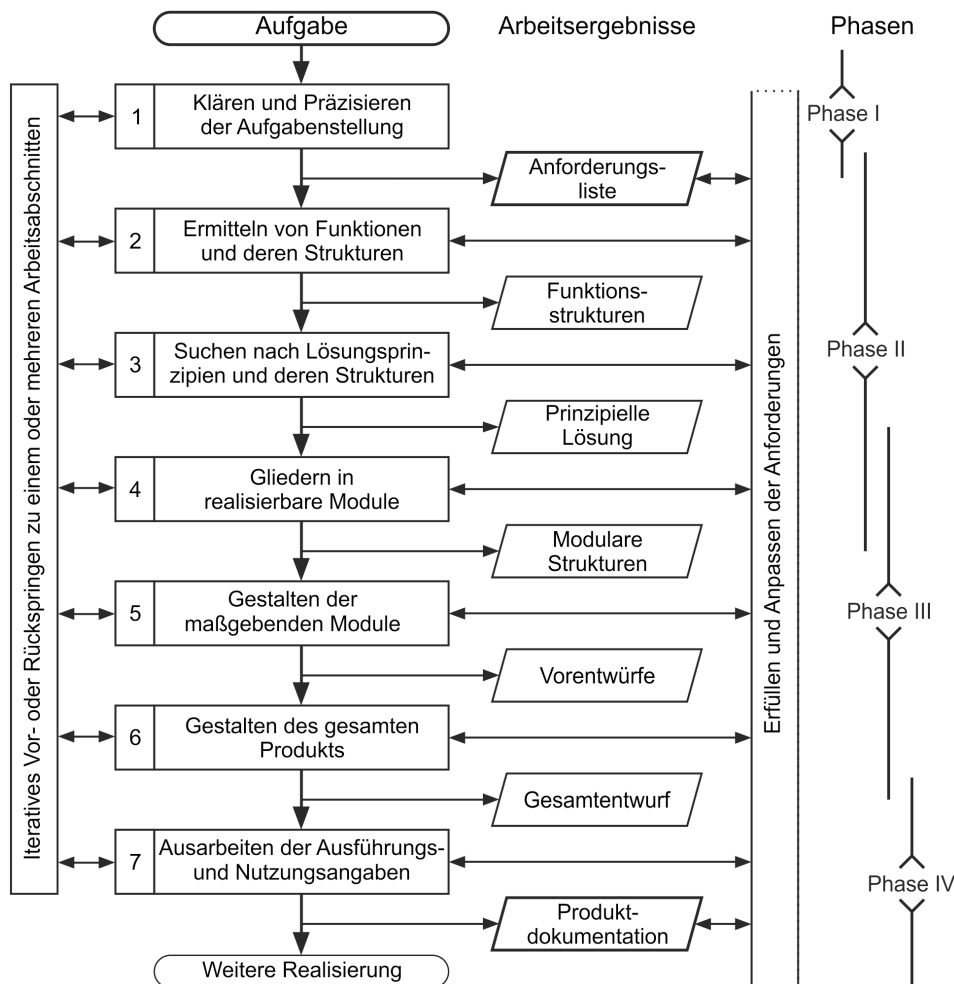 Aufgabe
Arbeitsergebnisse
Phasen
Iteratives Vor- oder Rückspringen zu einem oder mehreren Arbeitsabschnitten
1
Klären und Präzisieren
der Aufgabenstellung
Phase I
Anforderungs-
liste
2
Ermitteln von Funktionen
und deren Strukturen
Funktions-
strukturen
3
Suchen nach Lösungsprin-
zipien und deren Strukturen
Phase II
Prinzipielle
Lösung
4
Gliedern in
realisierbare Module
Erfüllen und Anpassen der Anforderungen
Modulare
Strukturen
5
Gestalten der
maßgebenden Module
Phase III
Vorentwürfe
6
Gestalten des gesamten
Produkts
Gesamtentwurf
7
Ausarbeiten der Ausführungs-
und Nutzungsangaben
Phase IV
Produkt-
dokumentation
Weitere Realisierung